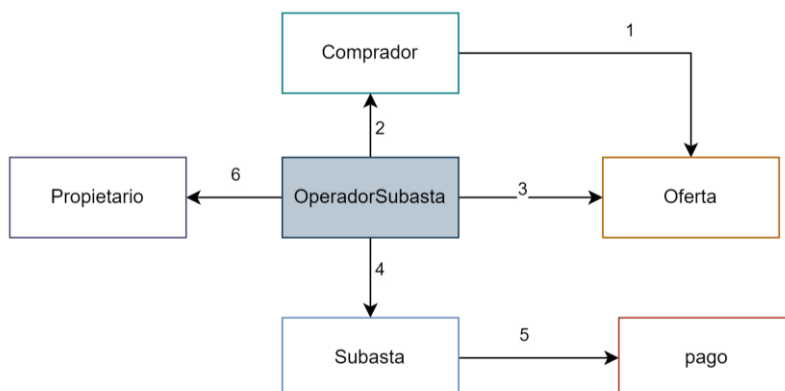 1
Comprador
2
6
3
Propietario
OperadorSubasta
Oferta
4
5
Subasta
pago